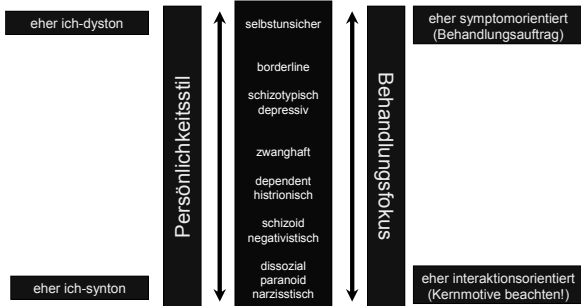 eher ich-dyston
eher ich-synton
Persönlichkeitsstil
selbstunsicher
borderline
schizotypisch
depressiv
zwanghaft
dependent
histrionisch
schizoid
negativistisch
dissozial
paranoid
narzisstisch
Behandlungsfokus
eher symptomorientiert
(Behandlungsauftrag)
eher interaktionsorientiert
(Kernmotive beachten!)